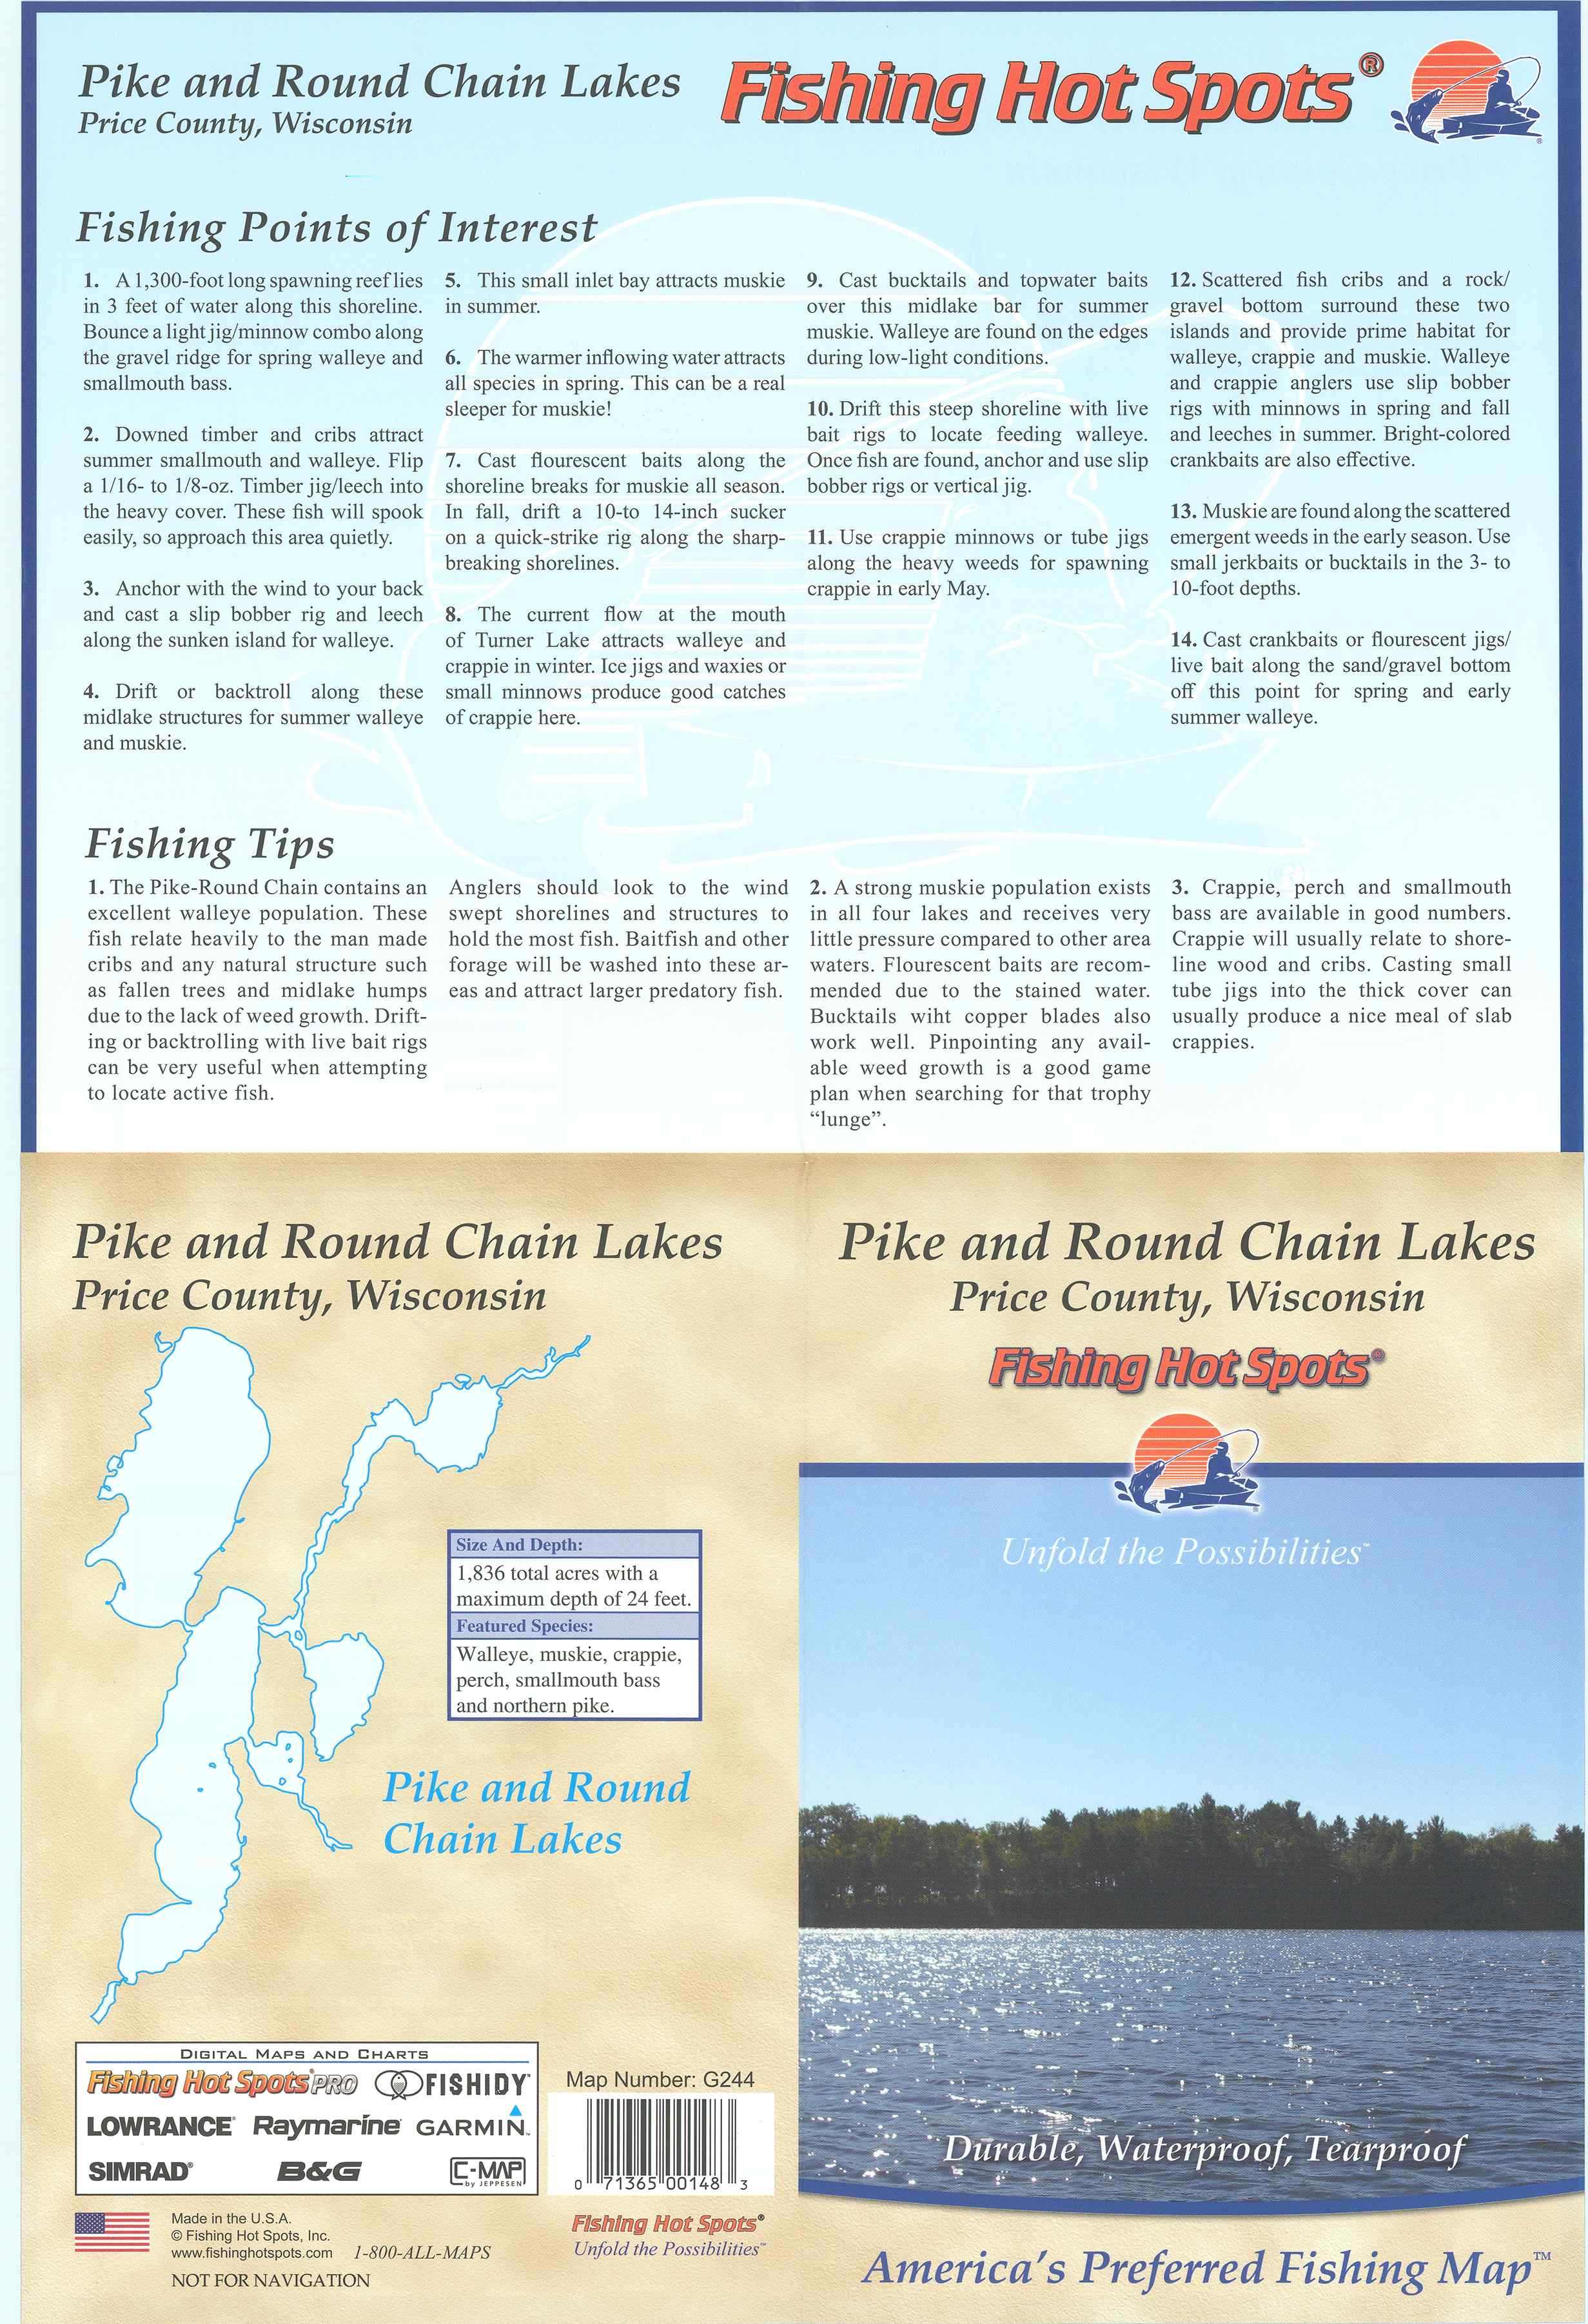 Pike and Round Chain Lakes
Price County, Wisconsin
Fishing Hot Spots®
Fishing Points of Interest
1. A 1,300-foot long spawning reef lies
in 3 feet of water along this shoreline.
Bounce a light jig/minnow combo along
the gravel ridge for spring walleye and
smallmouth bass.
2. Downed timber and cribs attract
summer smallmouth and walleye. Flip
a 1/16- to 1/8-oz. Timber jig/leech into
the heavy cover. These fish will spook
easily, so approach this area quietly.
3. Anchor with the wind to your back
and cast a slip bobber rig and leech
along the sunken island for walleye.
4. Drift or backtroll along these
midlake structures for summer walleye
and muskie.
5. This small inlet bay attracts muskie
in summer.
6. The warmer inflowing water attracts
all species in spring. This can be a real
sleeper for muskie!
7. Cast flourescent baits along the
shoreline breaks for muskie all season.
In fall, drift a 10-to 14-inch sucker
on a quick-strike rig along the sharp-
breaking shorelines.
8. The current flow at the mouth
of Turner Lake attracts walleye and
crappie in winter. Ice jigs and waxies or
small minnows produce good catches
of crappie here.
9. Cast bucktails and topwater baits
over this midlake bar for summer
muskie. Walleye are found on the edges
during low-light conditions.
10. Drift this steep shoreline with live
bait rigs to locate feeding walleye.
Once fish are found, anchor and use slip
bobber rigs or vertical jig.
11. Use crappie minnows or tube jigs
along the heavy weeds for spawning
crappie in early May.
12. Scattered fish cribs and a rock/
gravel bottom surround these two
islands and provide prime habitat for
walleye, crappie and muskie. Walleye
and crappie anglers use slip bobber
rigs with minnows in spring and fall
and leeches in summer. Bright-colored
crankbaits are also effective.
13. Muskie are found along the scattered
emergent weeds in the early season. Use
small jerkbaits or bucktails in the 3- to
10-foot depths.
14. Cast crankbaits or flourescent jigs/
live bait along the sand/gravel bottom
off this point for spring and early
summer walleye.
Fishing Tips
1. The Pike-Round Chain contains an
excellent walleye population. These
fish relate heavily to the man made
cribs and any natural structure such
as fallen trees and midlake humps
due to the lack of weed growth. Drift-
ing or backtrolling with live bait rigs
can be very useful when attempting
to locate active fish.
Anglers should look to the wind
swept shorelines and structures to
hold the most fish. Baitfish and other
forage will be washed into these ar-
eas and attract larger predatory fish.
2. A strong muskie population exists
in all four lakes and receives very
little pressure compared to other area
waters. Flourescent baits are recom-
mended due to the stained water.
Bucktails wiht copper blades also
work well. Pinpointing any avail-
able weed growth is a good game
plan when searching for that trophy
“lunge”.
3. Crappie, perch and smallmouth
bass are available in good numbers.
Crappie will usually relate to shore-
line wood and cribs. Casting small
tube jigs into the thick cover can
usually produce a nice meal of slab
crappies.
Pike and Round Chain Lakes
Price County, Wisconsin
Size And Depth:
1,836 total acres with a
maximum depth of 24 feet.
Featured Species:
Walleye, muskie, crappie,
perch, smallmouth bass
and northern pike.
Pike and Round
Chain Lakes
DIGITAL MAPS AND CHARTS
Fishing Hot Spots® PRO FISHIDY™
LOWRANCE® Raymarine® GARMIN™
SIMRAD® B&G C-MAP
by JEPPESEN
Map Number: G244
0 71365 00148 3
Made in the U.S.A.
© Fishing Hot Spots, Inc.
www.fishinghotspots.com 1-800-ALL-MAPS
NOT FOR NAVIGATION
Fishing Hot Spots®
Unfold the Possibilities™
Pike and Round Chain Lakes
Price County, Wisconsin
Fishing Hot Spots®
Unfold the Possibilities™
Durable, Waterproof, Tearproof
America's Preferred Fishing Map™